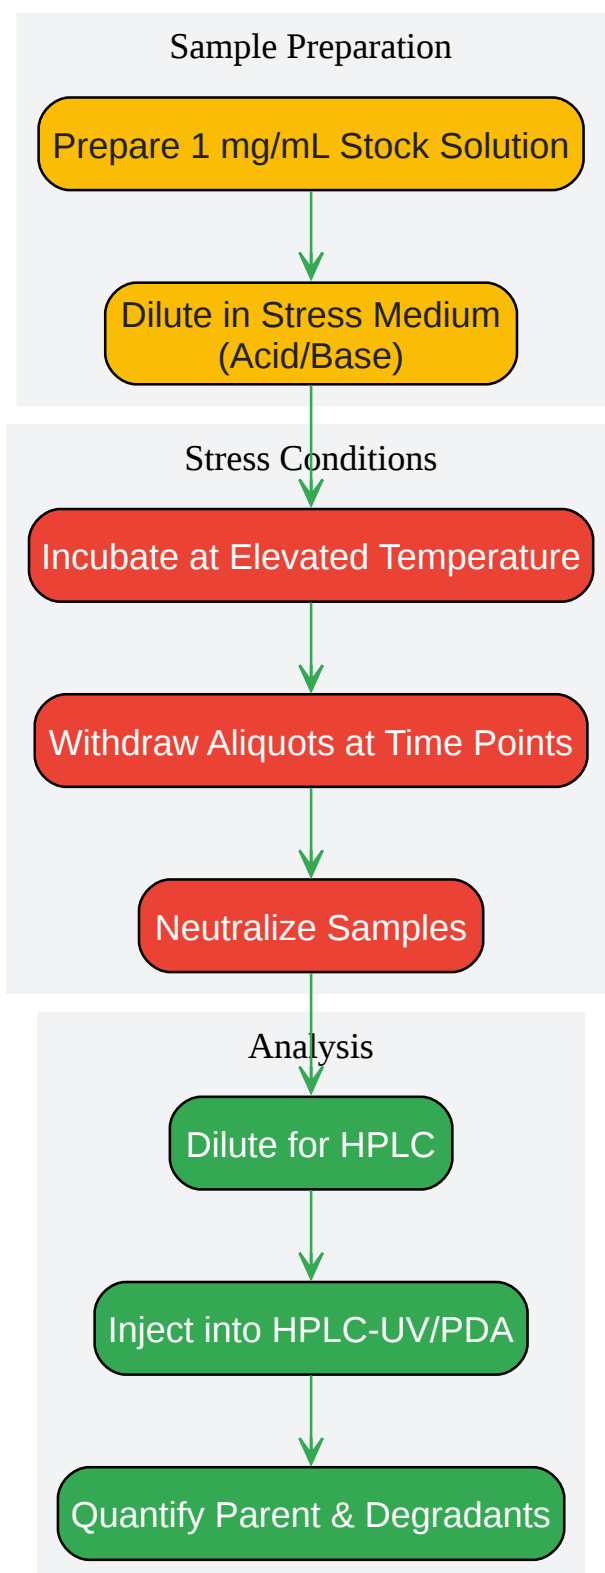 Sample Preparation
Prepare 1 mg/mL Stock Solution
Dilute in Stress Medium
(Acid/Base)
Stress Conditions
Incubate at Elevated Temperature
Withdraw Aliquots at Time Points
Neutralize Samples
Analysis
Dilute for HPLC
Inject into HPLC-UV/PDA
Quantify Parent & Degradants